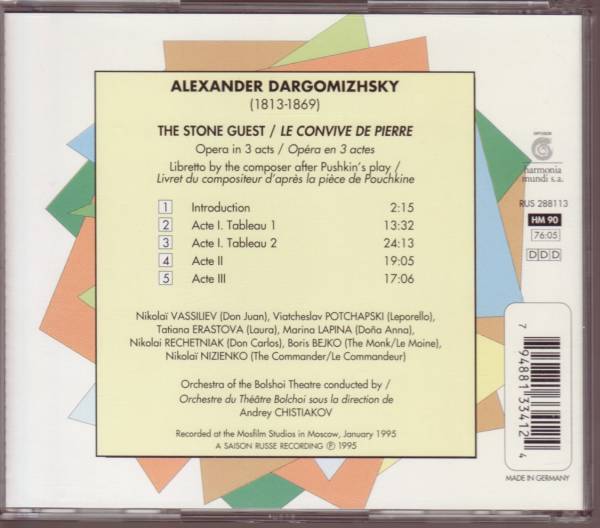 ALEXANDER DARGOMIZHSKY
(1813-1869)
THE STONE GUEST / LE CONVIVE DE PIERRE
Opera in 3 acts / Opéra en 3 actes
Libretto by the composer after Pushkin's play /
Livret du compositeur d'après la pièce de Pouchkine
1 Introduction 2:15
2 Acte I. Tableau 1 13:32
3 Acte I. Tableau 2 24:13
4 Acte II 19:05
5 Acte III 17:06
Nikolaï VASSILIEV (Don Juan), Viatcheslav POTCHAPSKI (Leporello),
Tatiana ERASTOVA (Laura), Marina LAPINA (Doña Anna),
Nikolai RECHETNIAK (Don Carlos), Boris BEJKO (The Monk/Le Moine),
Nikolaï NIZIENKO (The Commander/Le Commandeur)
Orchestra of the Bolshoi Theatre conducted by /
Orchestre du Théâtre Bolchoi sous la direction de
Andrey CHISTIAKOV
Recorded at the Mosfilm Studios in Moscow, January 1995
A SAISON RUSSE RECORDING ℗ 1995
harmonia
mundi s.a.
RUS 288113
HM 90
76:05
DDD
7 94881 33412 4
MADE IN GERMANY